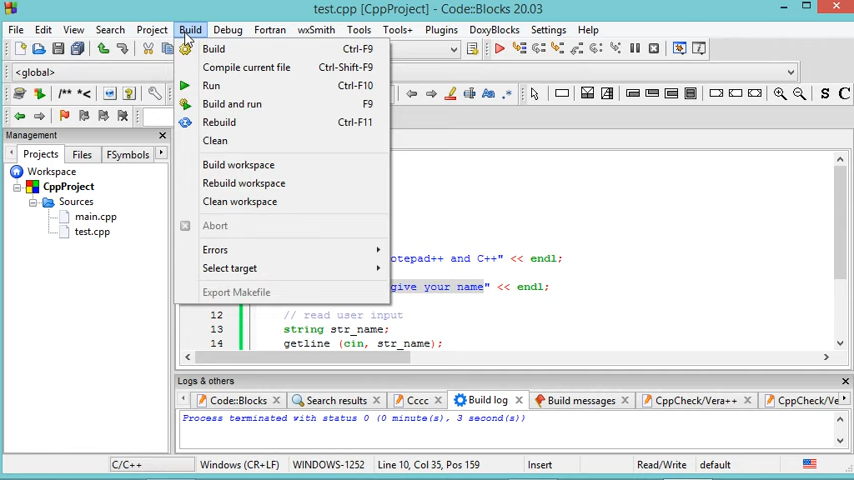 test.cpp [CppProject] - Code::Blocks 20.03
File Edit View Search Project Build Debug Fortran wxSmith Tools Tools+ Plugins DoxyBlocks Settings Help
<global>
/** *<
Aa .*
S C
Management
Projects Files FSymbols
Workspace
CppProject
Sources
main.cpp
test.cpp
Build Ctrl-F9
Compile current file Ctrl-Shift-F9
Run Ctrl-F10
Build and run F9
Rebuild Ctrl-F11
Clean
Build workspace
Rebuild workspace
Clean workspace
Abort
Errors
Select target
Export Makefile
otepad++ and C++" << endl;
give your name" << endl;
12 // read user input
13 string str_name;
14 getline (cin, str_name);
Logs & others
Code::Blocks Search results Cccc Build log Build messages CppCheck/Vera++ CppCheck/Ve
Process terminated with status 0 (0 minute(s), 3 second(s))
C/C++ Windows (CR+LF) WINDOWS-1252 Line 10, Col 35, Pos 159 Insert Read/Write default